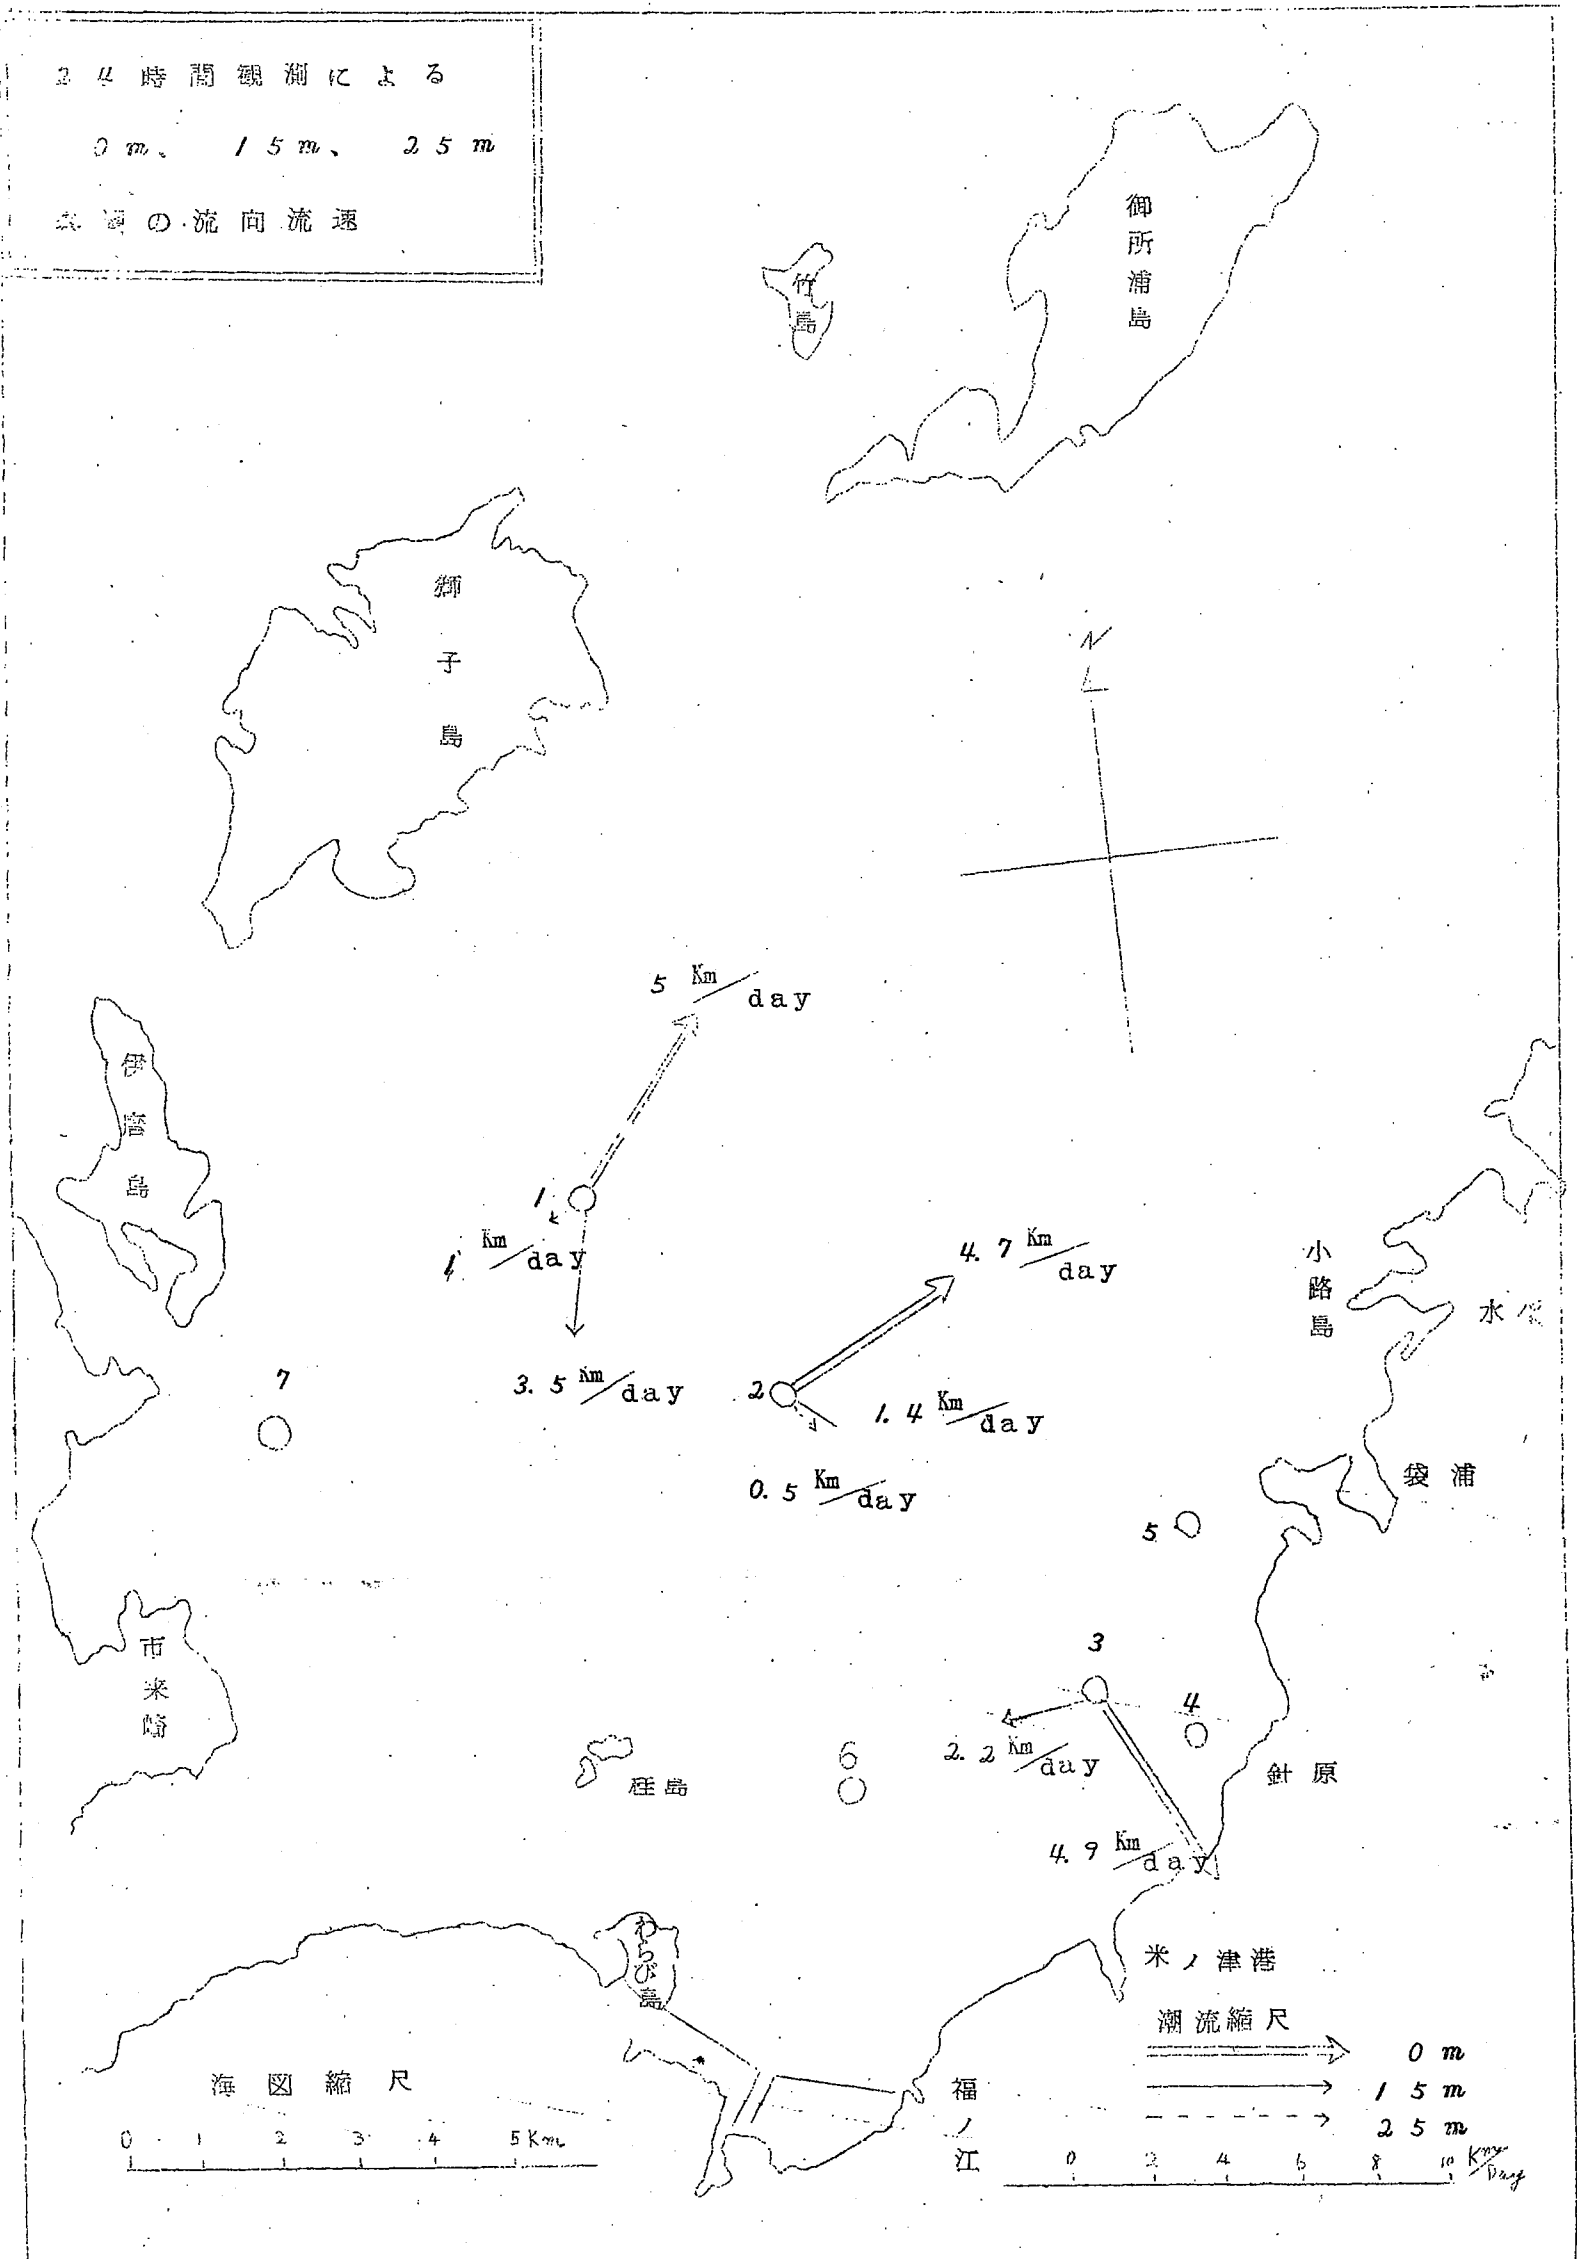 24時間観測による
0m、 15m、 25m
の流向流速
御所浦島
竹島
獅子島
N
5 Km/day
伊唐島
1
1 Km/day
3.5 Km/day
4.7 Km/day
2
1.4 Km/day
0.5 Km/day
小路島
水俣
7
袋浦
5
市来崎
3
4
2.2 Km/day
6
桂島
針原
4.9 Km/day
わらび島
米ノ津港
潮流縮尺
0 m
15 m
25 m
海図縮尺
福ノ江
0 1 2 3 4 5Km
0 2 4 6 8 10 Km/Day